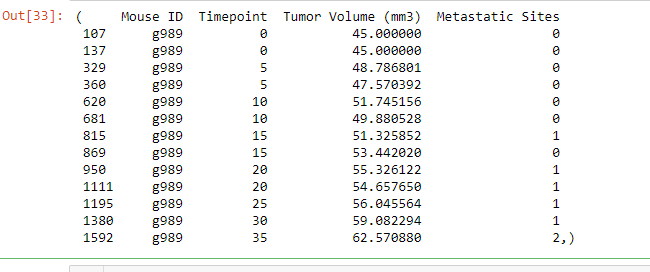 Out[33]: (     Mouse ID  Timepoint  Tumor Volume (mm3)  Metastatic Sites
107      g989          0           45.000000                 0
137      g989          0           45.000000                 0
329      g989          5           48.786801                 0
360      g989          5           47.570392                 0
620      g989         10           51.745156                 0
681      g989         10           49.880528                 0
815      g989         15           51.325852                 1
869      g989         15           53.442020                 0
950      g989         20           55.326122                 1
1111     g989         20           54.657650                 1
1195     g989         25           56.045564                 1
1380     g989         30           59.082294                 1
1592     g989         35           62.570880                 2,)